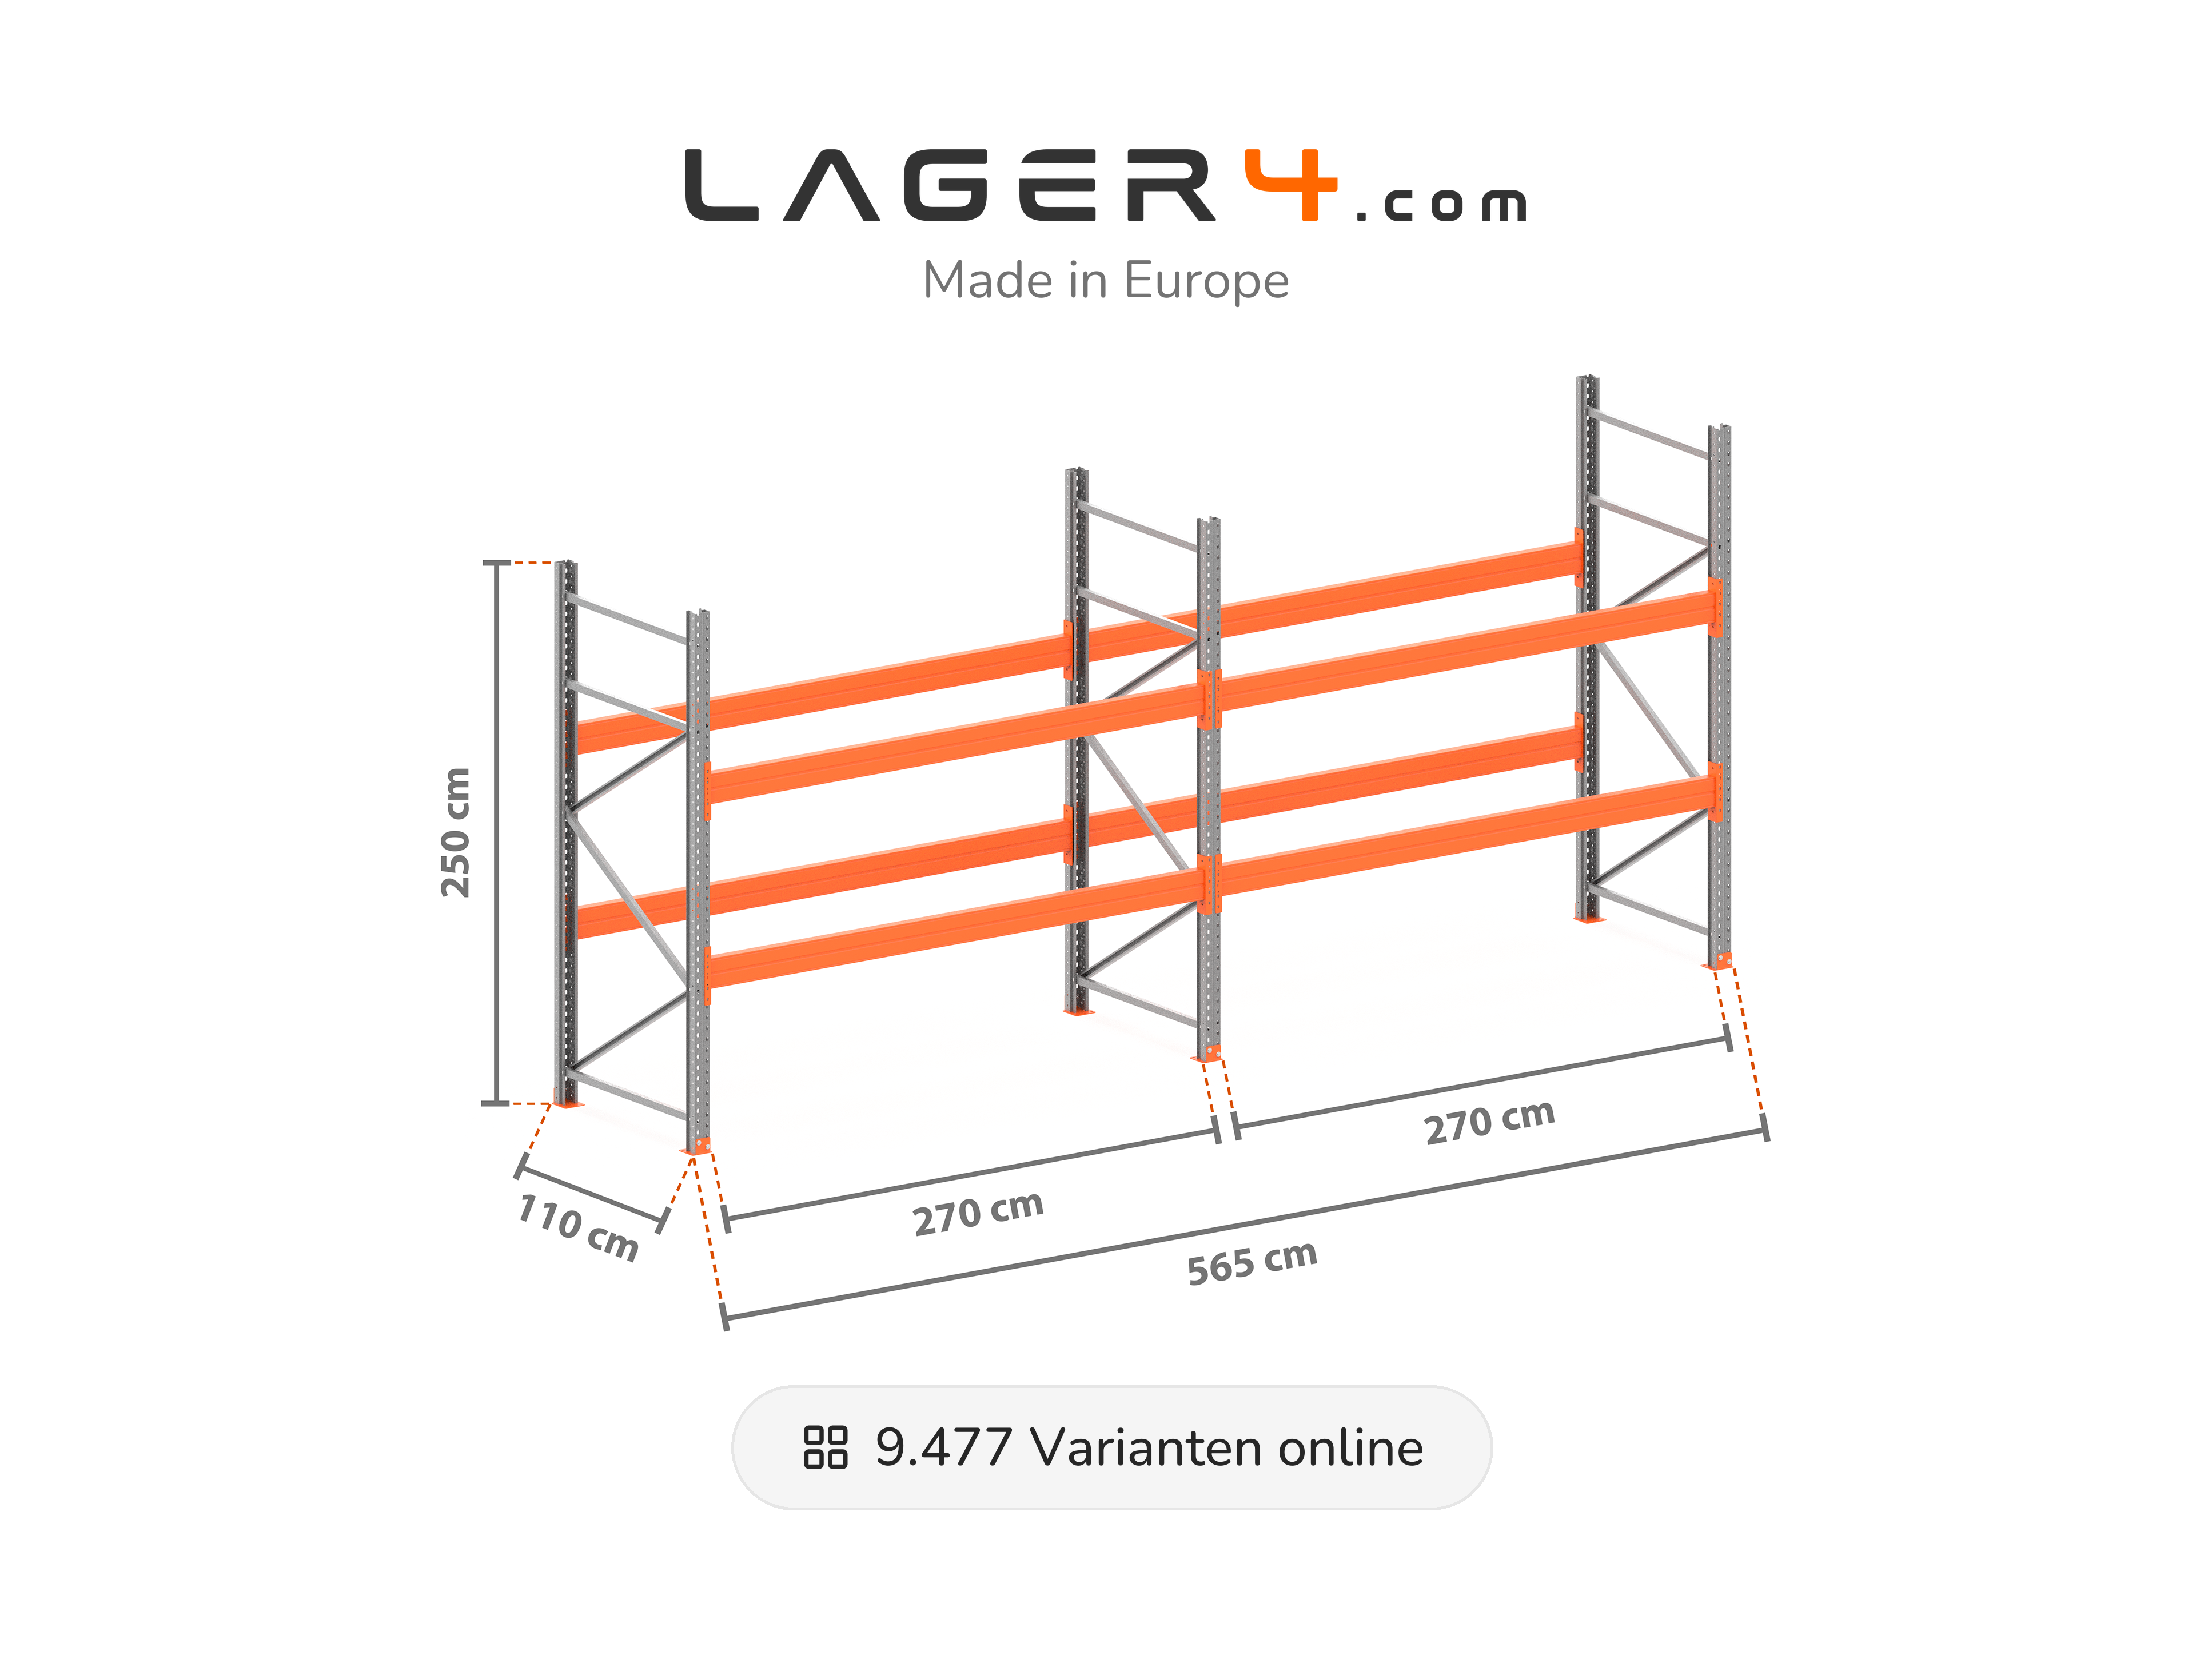 LAGER4.com
Made in Europe
250 cm
110 cm
270 cm
270 cm
565 cm
9.477 Varianten online